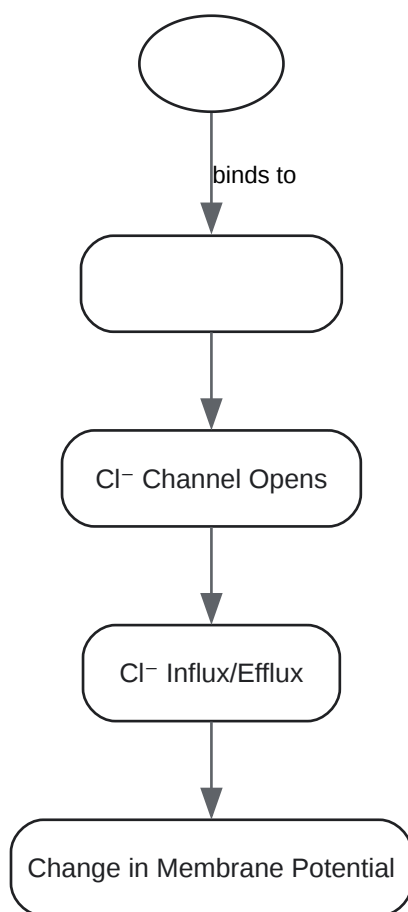 binds to
Cl⁻ Channel Opens
Cl⁻ Influx/Efflux
Change in Membrane Potential